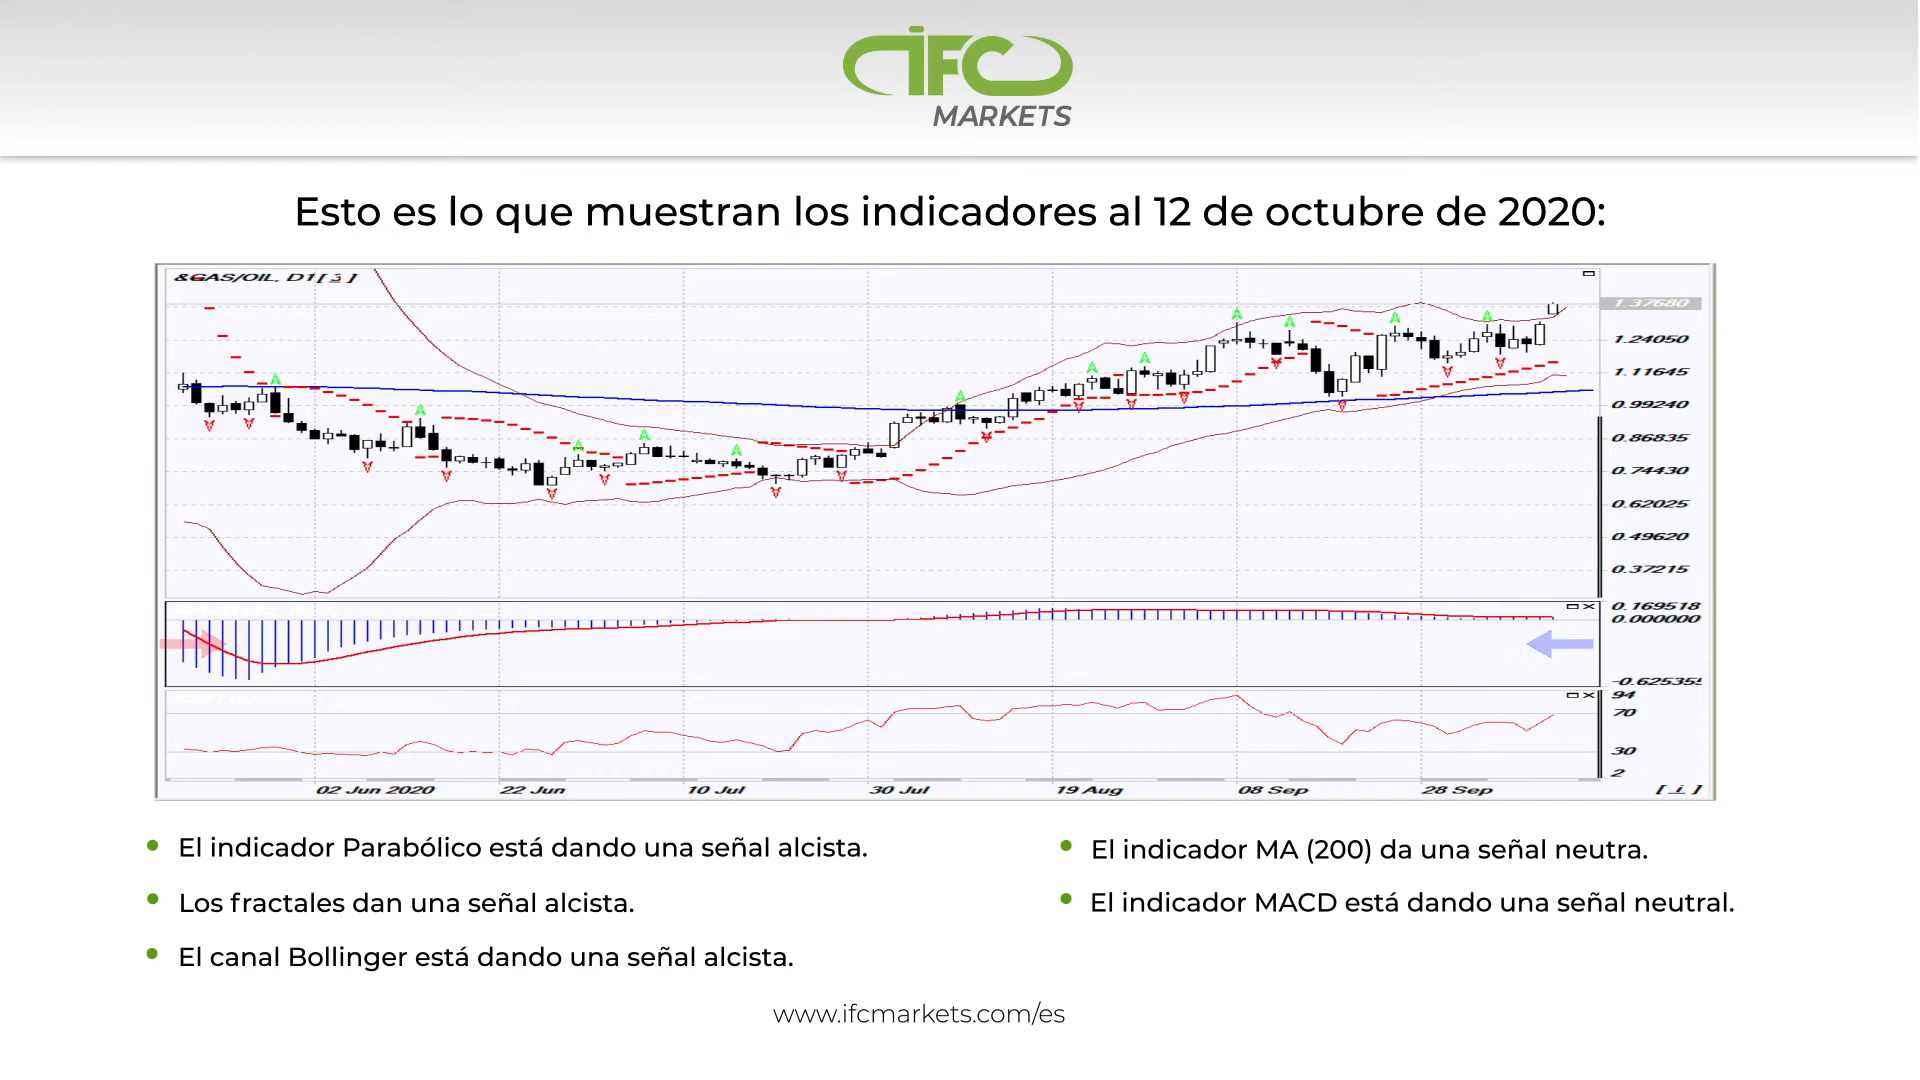 iFC
MARKETS
Esto es lo que muestran los indicadores al 12 de octubre de 2020:
&GAS/OIL, D1
1.37680
1.24050
1.11645
0.99240
0.86835
0.74430
0.62025
0.49620
0.37215
0.169518
0.000000
94
70
30
2
02 Jun 2020 22 Jun 10 Jul 30 Jul 19 Aug 08 Sep 28 Sep
El indicador Parabólico está dando una señal alcista.
Los fractales dan una señal alcista.
El canal Bollinger está dando una señal alcista.
El indicador MA (200) da una señal neutra.
El indicador MACD está dando una señal neutral.
www.ifcmarkets.com/es